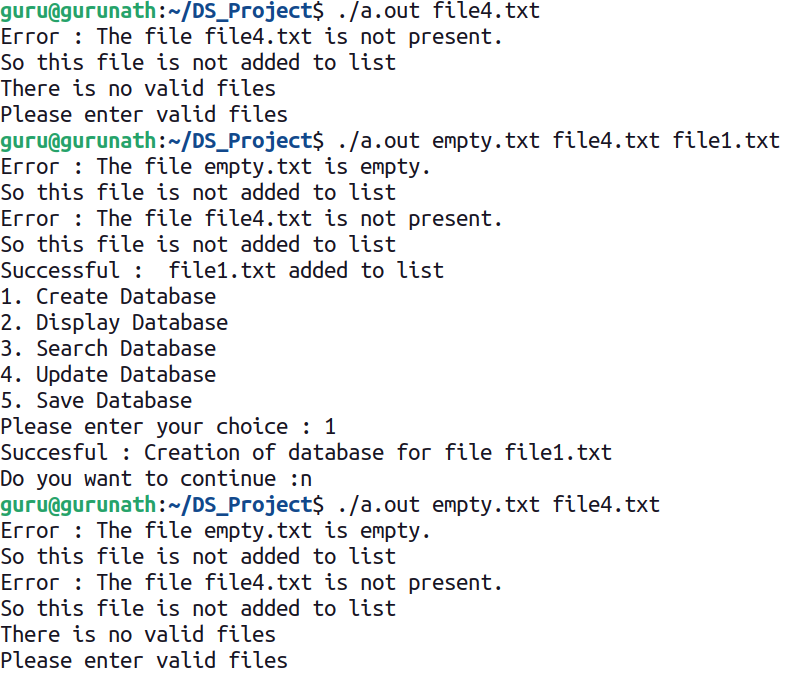 guru@gurunath:~/DS_Project$ ./a.out file4.txt
Error : The file file4.txt is not present.
So this file is not added to list
There is no valid files
Please enter valid files
guru@gurunath:~/DS_Project$ ./a.out empty.txt file4.txt file1.txt
Error : The file empty.txt is empty.
So this file is not added to list
Error : The file file4.txt is not present.
So this file is not added to list
Successful :  file1.txt added to list
1. Create Database
2. Display Database
3. Search Database
4. Update Database
5. Save Database
Please enter your choice : 1
Succesful : Creation of database for file file1.txt
Do you want to continue :n
guru@gurunath:~/DS_Project$ ./a.out empty.txt file4.txt
Error : The file empty.txt is empty.
So this file is not added to list
Error : The file file4.txt is not present.
So this file is not added to list
There is no valid files
Please enter valid files